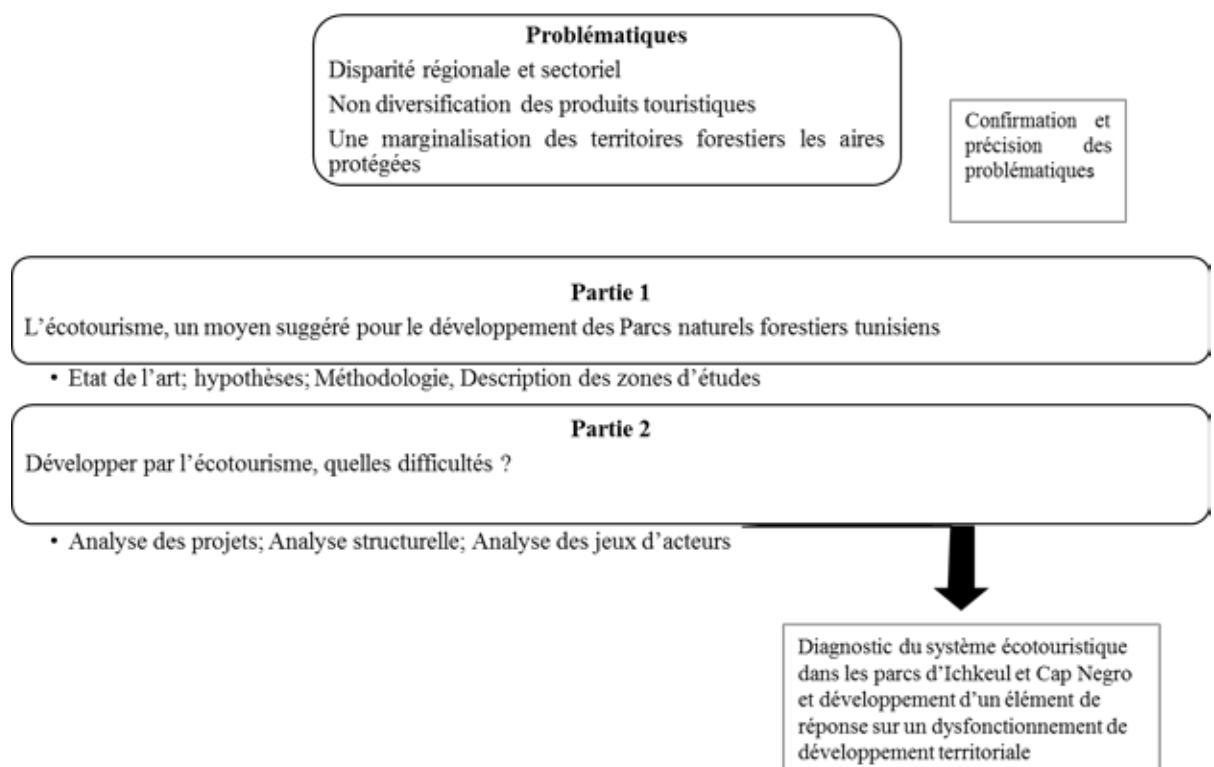 Problématiques
Disparité régionale et sectoriel
Non diversification des produits touristiques
Une marginalisation des territoires forestiers les aires
protégées
Confirmation et
précision des
problématiques
Partie 1
L’écotourisme, un moyen suggéré pour le développement des Parcs naturels forestiers tunisiens
• Etat de l’art; hypothèses; Méthodologie, Description des zones d’études
Partie 2
Développer par l’écotourisme, quelles difficultés ?
• Analyse des projets; Analyse structurelle; Analyse des jeux d’acteurs
Diagnostic du système écotouristique
dans les parcs d’Ichkeul et Cap Negro
et développement d’un élément de
réponse sur un dysfonctionnement de
développement territoriale